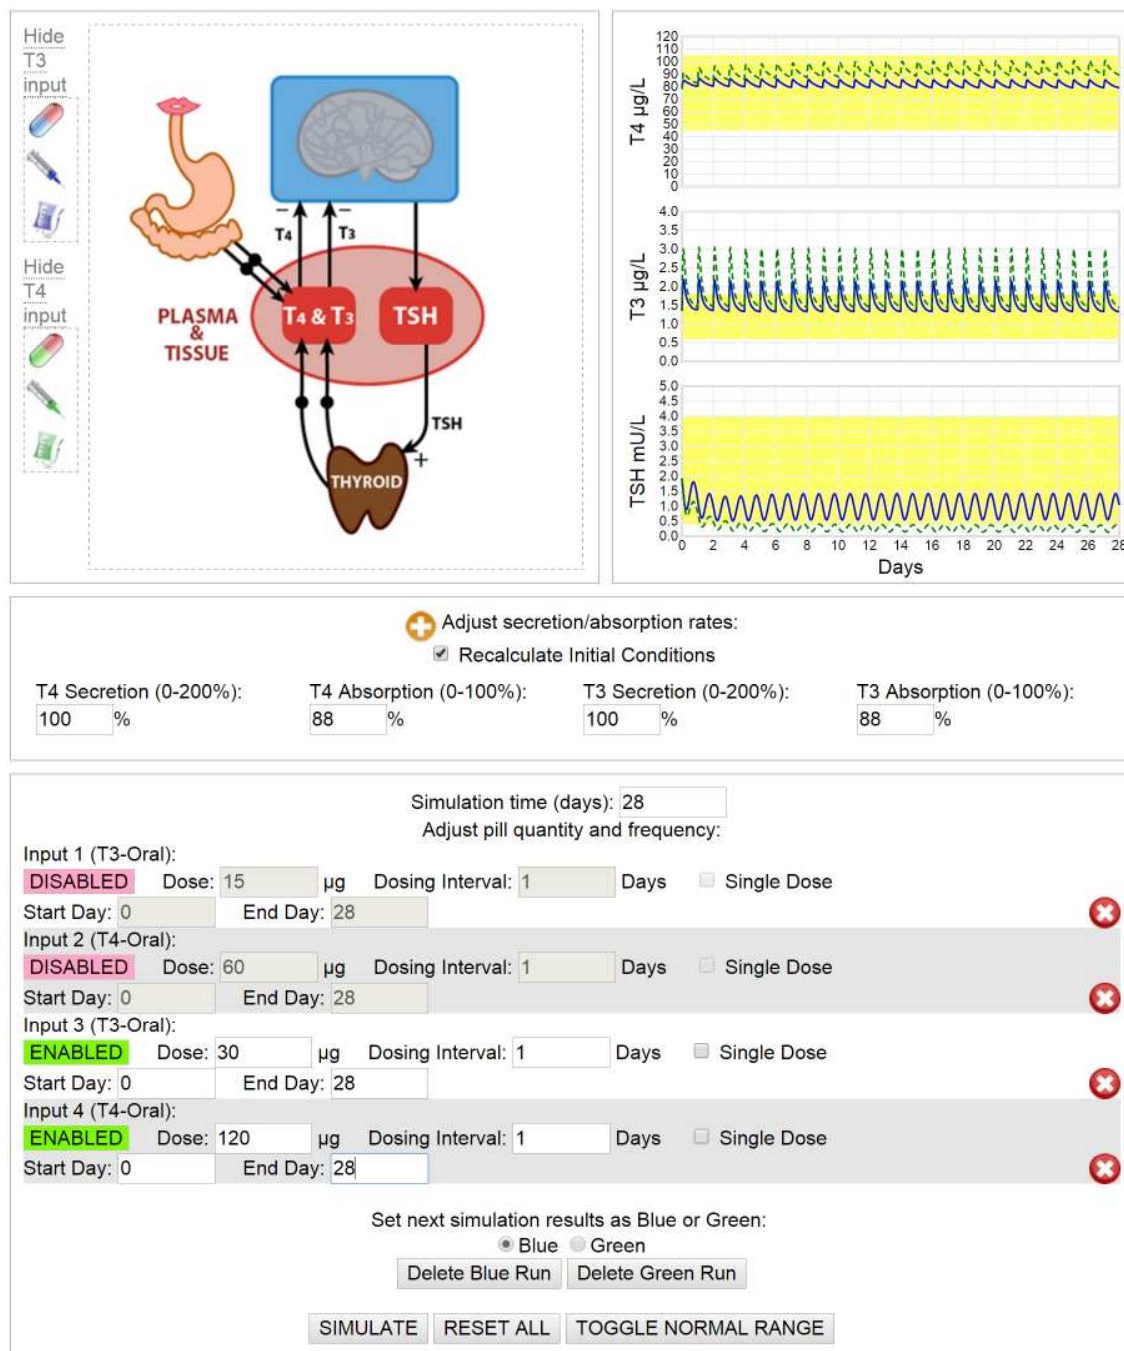 Hide
T3
input
Hide
T4
input
T4
T3
PLASMA
&
TISSUE
T4 & T3
TSH
TSH
+
THYROID
T4 µg/L
120
110
100
90
80
70
60
50
40
30
20
10
0
T3 µg/L
4.0
3.5
3.0
2.5
2.0
1.5
1.0
0.5
0.0
TSH mU/L
5.0
4.5
4.0
3.5
3.0
2.5
2.0
1.5
1.0
0.5
0.0
0 2 4 6 8 10 12 14 16 18 20 22 24 26 28
Days
Adjust secretion/absorption rates:
Recalculate Initial Conditions
T4 Secretion (0-200%): T4 Absorption (0-100%): T3 Secretion (0-200%): T3 Absorption (0-100%):
100 % 88 % 100 % 88 %
Simulation time (days): 28
Adjust pill quantity and frequency:
Input 1 (T3-Oral):
DISABLED Dose: 15 µg Dosing Interval: 1 Days Single Dose
Start Day: 0 End Day: 28
Input 2 (T4-Oral):
DISABLED Dose: 60 µg Dosing Interval: 1 Days Single Dose
Start Day: 0 End Day: 28
Input 3 (T3-Oral):
ENABLED Dose: 30 µg Dosing Interval: 1 Days Single Dose
Start Day: 0 End Day: 28
Input 4 (T4-Oral):
ENABLED Dose: 120 µg Dosing Interval: 1 Days Single Dose
Start Day: 0 End Day: 28
Set next simulation results as Blue or Green:
Blue Green
Delete Blue Run Delete Green Run
SIMULATE RESET ALL TOGGLE NORMAL RANGE